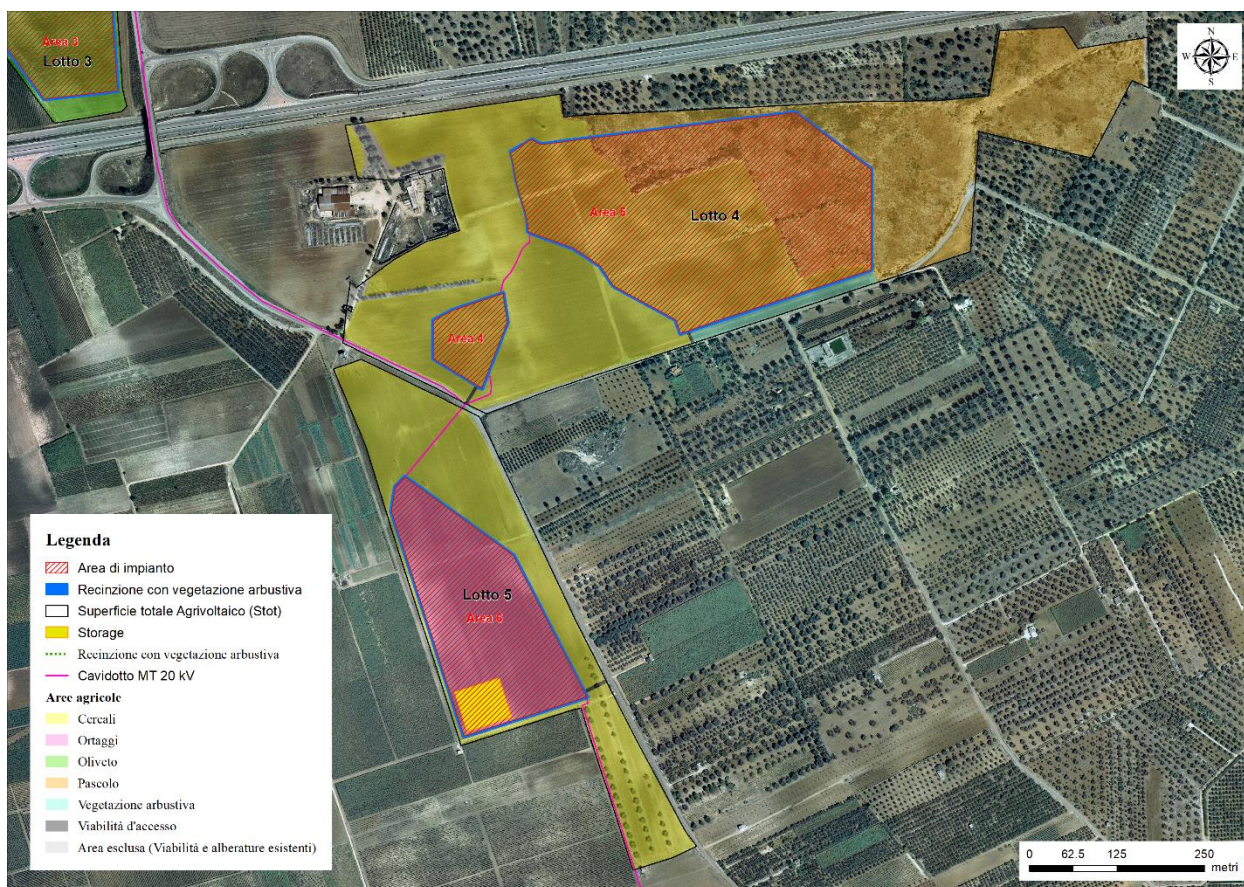 Area 3
Lotto 3
N
W E
S
Area 5
Lotto 4
Area 4
Lotto 5
Area 6
Legenda
Area di impianto
Recinzione con vegetazione arbustiva
Superficie totale Agrivoltaico (Stot)
Storage
Recinzione con vegetazione arbustiva
Cavidotto MT 20 kV
Aree agricole
Cereali
Ortaggi
Oliveto
Pascolo
Vegetazione arbustiva
Viabilità d'accesso
Area esclusa (Viabilità e alberature esistenti)
0 62.5 125 250
metri